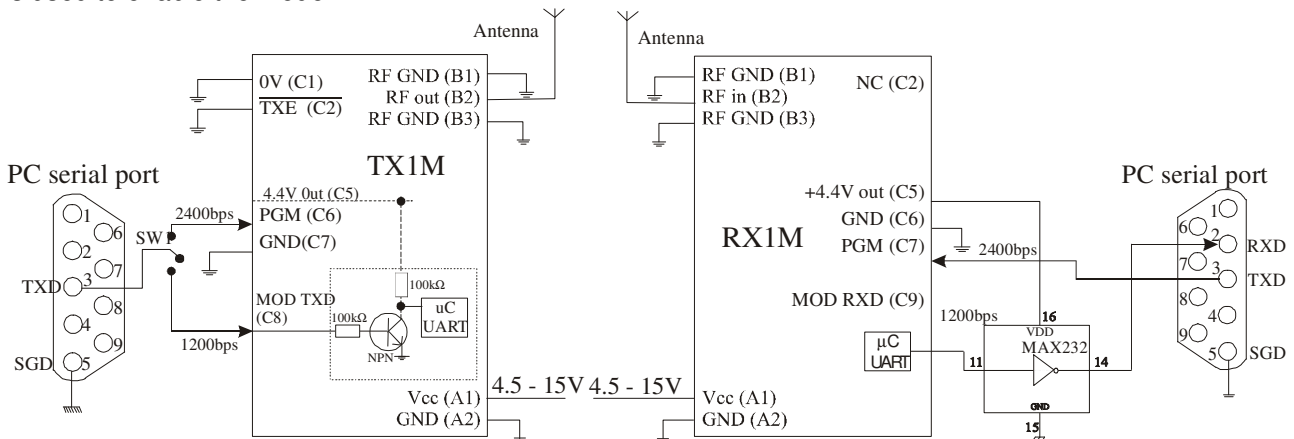 Antenna
Antenna
0V (C1)
TXE (C2)
RF GND (B1)
RF out (B2)
RF GND (B3)
TX1M
PC serial port
1
2
TXD 3
4
SGD 5
6
7
8
9
SW1
2400bps
1200bps
4.4V 0ut (C5)
PGM (C6)
GND(C7)
MOD TXD
(C8)
100kΩ
100kΩ
NPN
uC
UART
Vcc (A1)
GND (A2)
4.5 - 15V
4.5 - 15V
RF GND (B1)
RF in (B2)
RF GND (B3)
NC (C2)
RX1M
+4.4V out (C5)
GND (C6)
PGM (C7)
MOD RXD (C9)
µC
UART
Vcc (A1)
GND (A2)
2400bps
1200bps
16
VDD
MAX232
11
14
GND
15
PC serial port
1
2 RXD
3 TXD
4
5 SGD
6
7
8
9